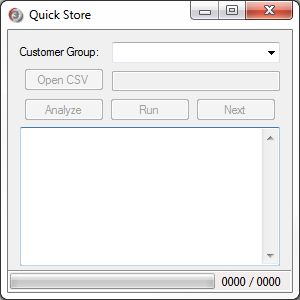 Quick Store
Customer Group:
Open CSV
Analyze Run Next
0000 / 0000